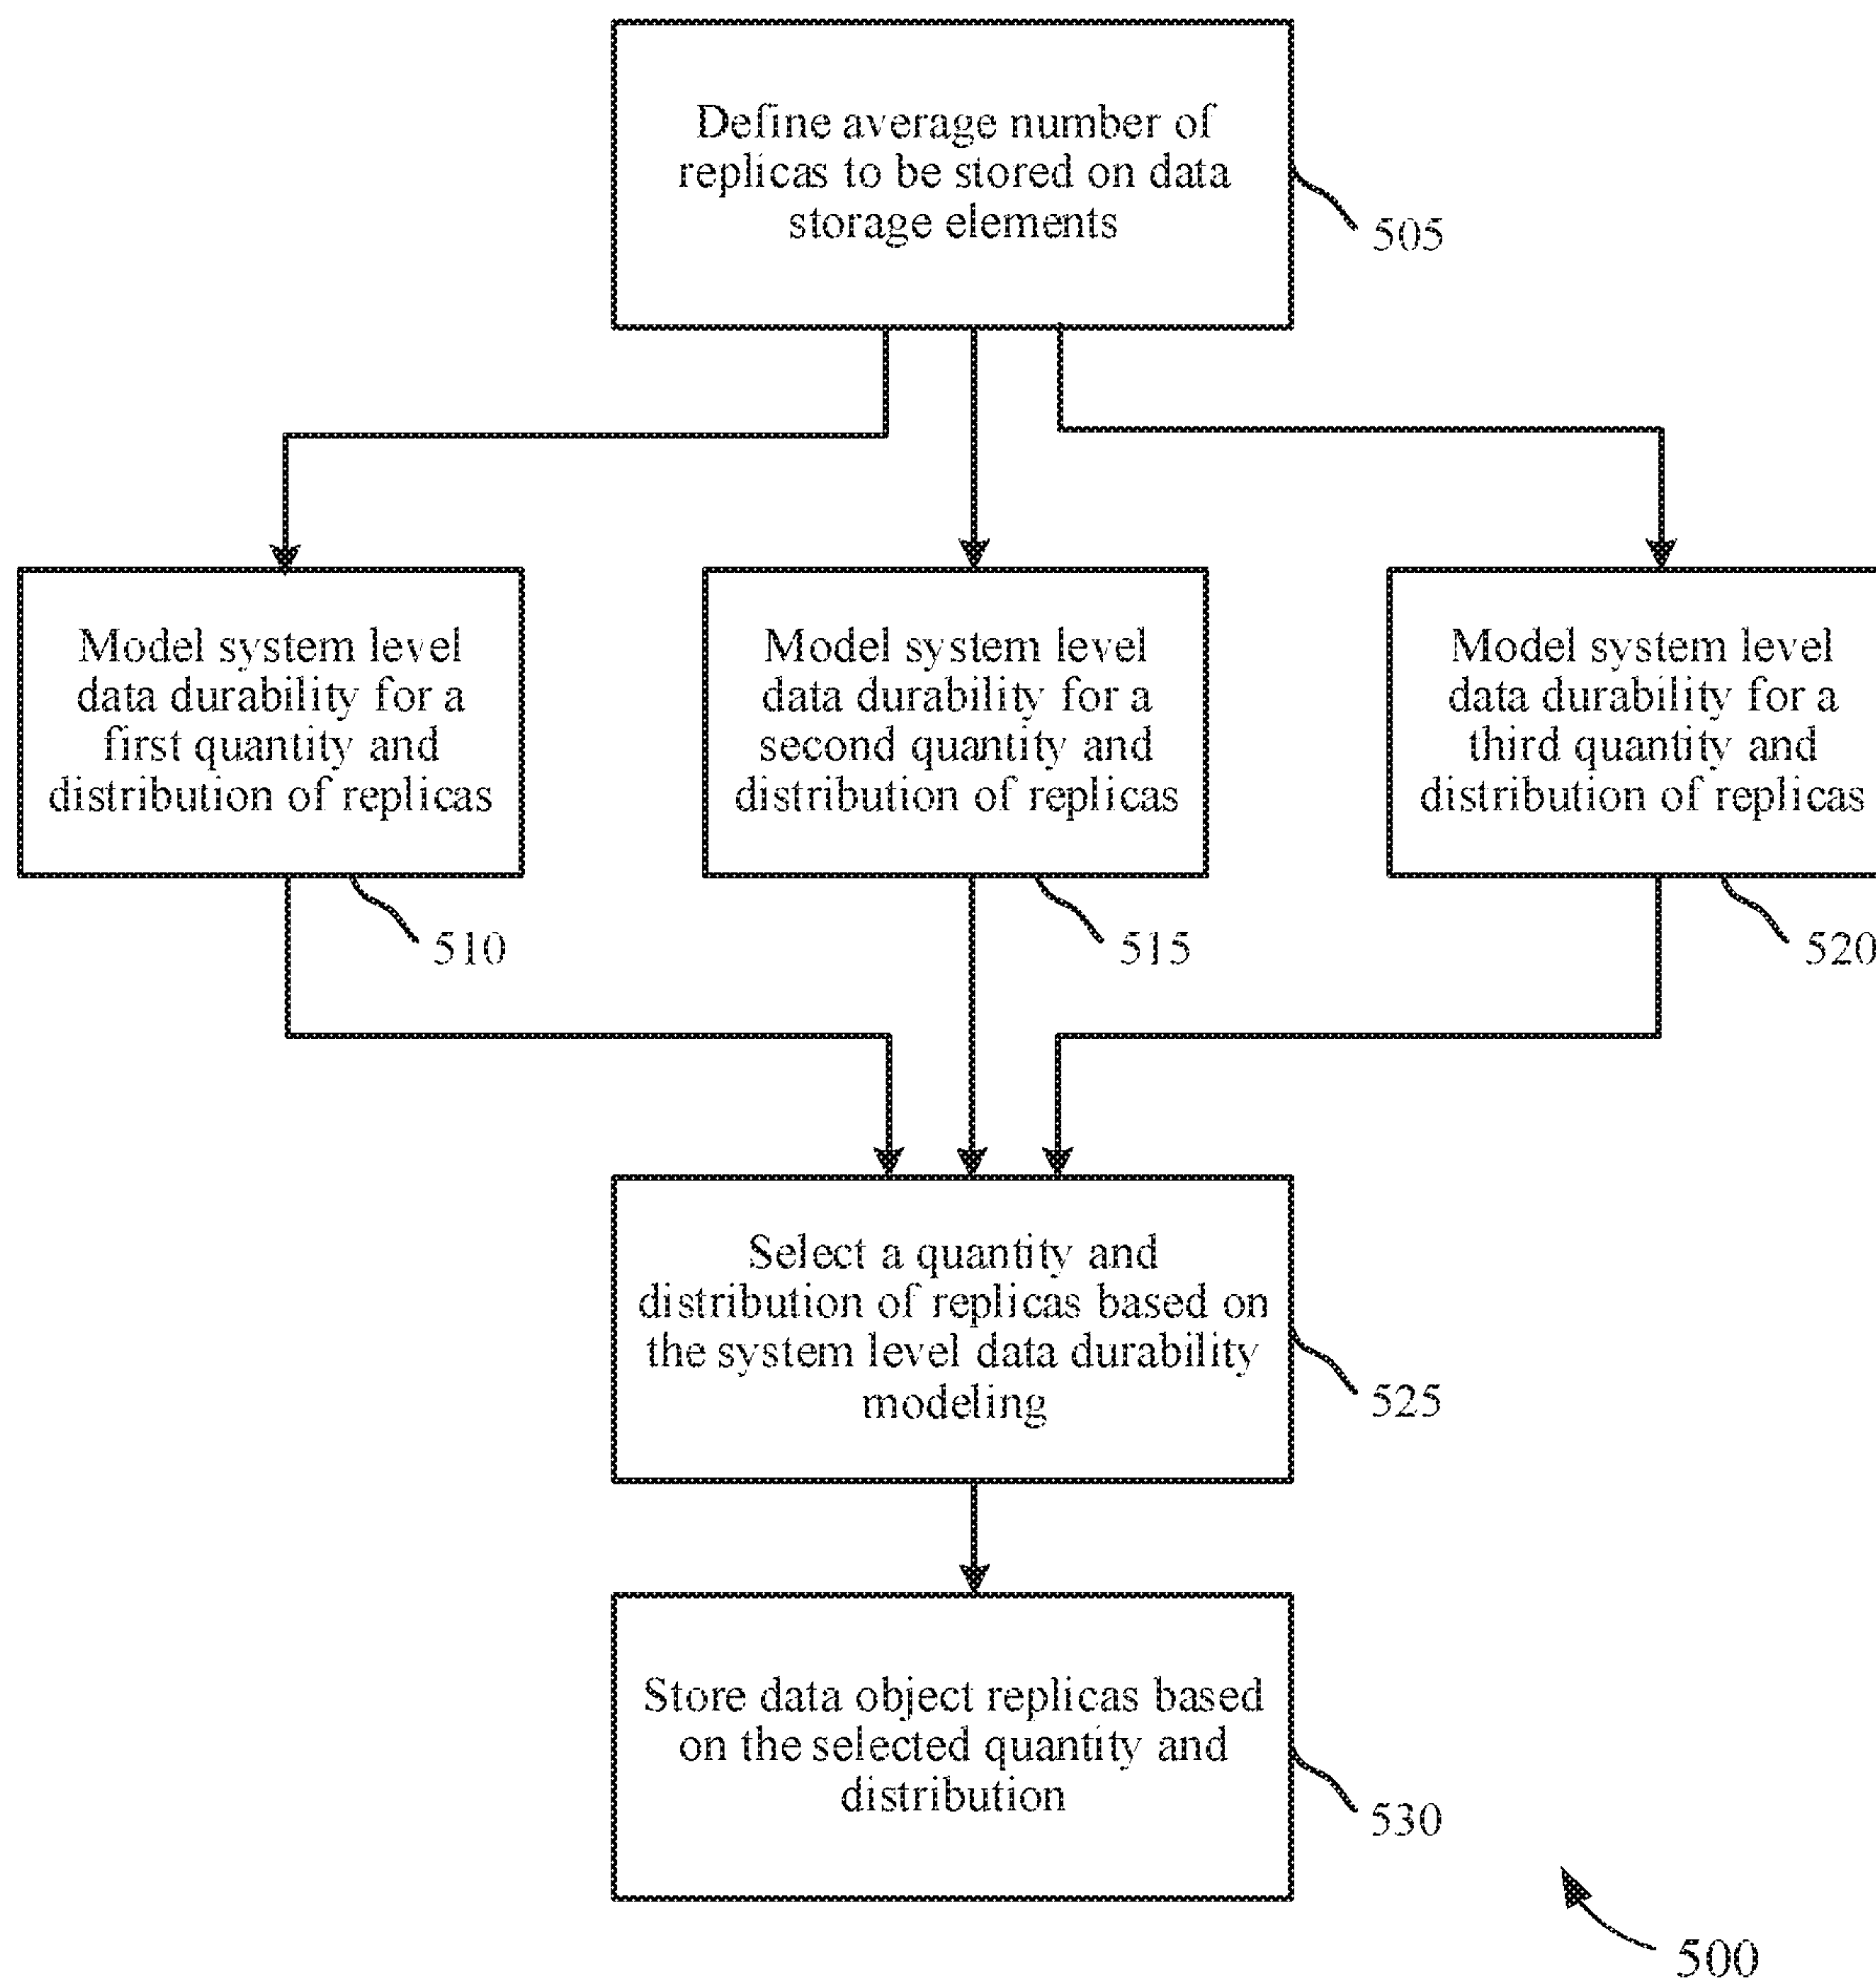 Define average number of
replicas to be stored on data
storage elements
505
Model system level
data durability for a
first quantity and
distribution of replicas
510
Model system level
data durability for a
second quantity and
distribution of replicas
515
Model system level
data durability for a
third quantity and
distribution of replicas
520
Select a quantity and
distribution of replicas based on
the system level data durability
modeling
525
Store data object replicas based
on the selected quantity and
distribution
530
500